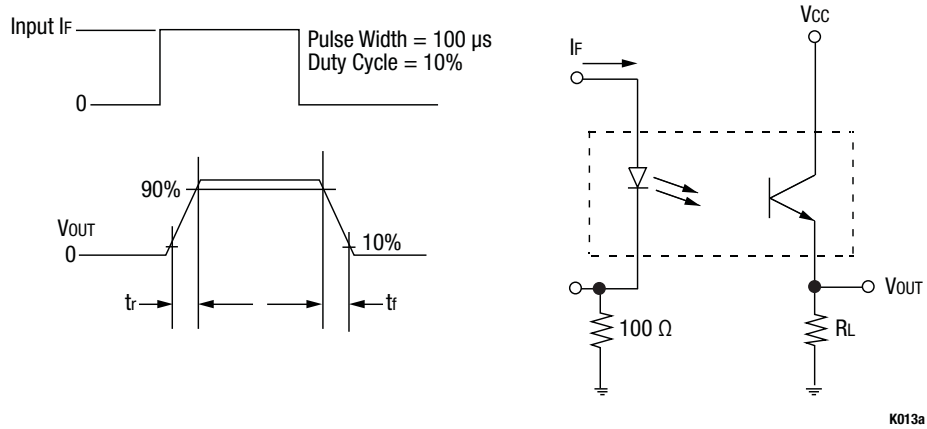 Input IF
Pulse Width = 100 µs
Duty Cycle = 10%
0
90%
VOUT
0
10%
tr
tf
VCC
IF
VOUT
100 Ω
RL
K013a